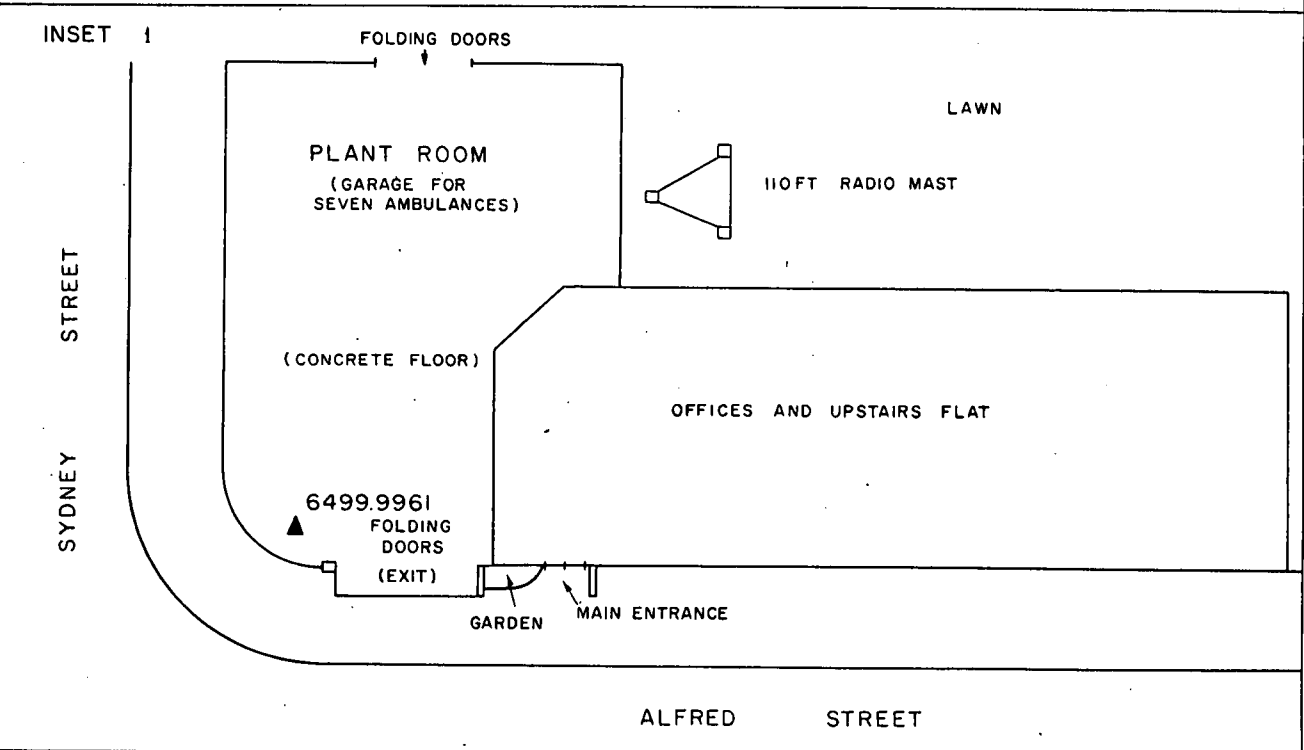 INSET 1
FOLDING DOORS
LAWN
PLANT ROOM
(GARAGE FOR
SEVEN AMBULANCES)
110FT RADIO MAST
SYDNEY STREET
(CONCRETE FLOOR)
OFFICES AND UPSTAIRS FLAT
6499.9961
FOLDING
DOORS
(EXIT)
GARDEN
MAIN ENTRANCE
ALFRED STREET